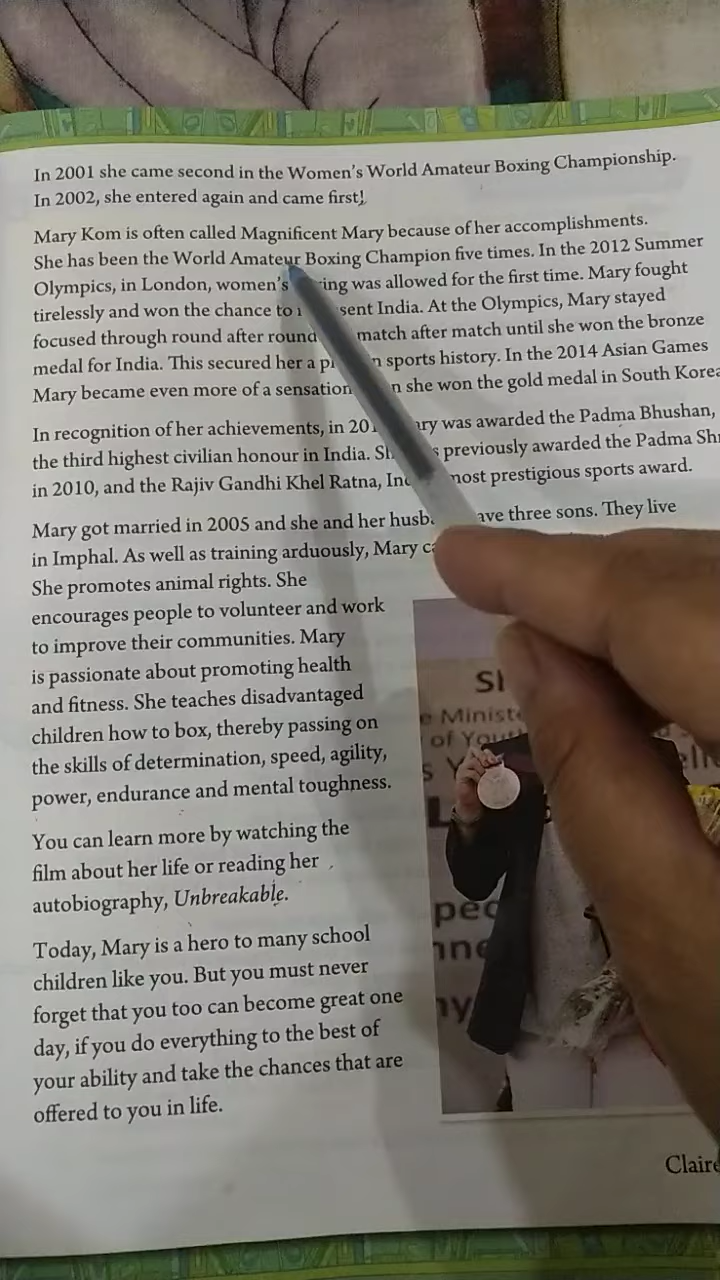 In 2001 she came second in the Women's World Amateur Boxing Championship.
In 2002, she entered again and came first!
Mary Kom is often called Magnificent Mary because of her accomplishments.
She has been the World Amateur Boxing Champion five times. In the 2012 Summer
Olympics, in London, women's ing was allowed for the first time. Mary fought
tirelessly and won the chance to sent India. At the Olympics, Mary stayed
focused through round after round match after match until she won the bronze
medal for India. This secured her a in sports history. In the 2014 Asian Games
Mary became even more of a sensation she won the gold medal in South Korea
In recognition of her achievements, in was awarded the Padma Bhushan,
the third highest civilian honour in India. previously awarded the Padma
in 2010, and the Rajiv Gandhi Khel Ratna, most prestigious sports award.
Mary got married in 2005 and she and her have three sons. They live
in Imphal. As well as training arduously, Mary
She promotes animal rights. She
encourages people to volunteer and work
to improve their communities. Mary
is passionate about promoting health
and fitness. She teaches disadvantaged
children how to box, thereby passing on
the skills of determination, speed, agility,
power, endurance and mental toughness.
You can learn more by watching the
film about her life or reading her
autobiography, Unbreakable.
Today, Mary is a hero to many school
children like you. But you must never
forget that you too can become great one
day, if you do everything to the best of
your ability and take the chances that are
offered to you in life.
of
Claire